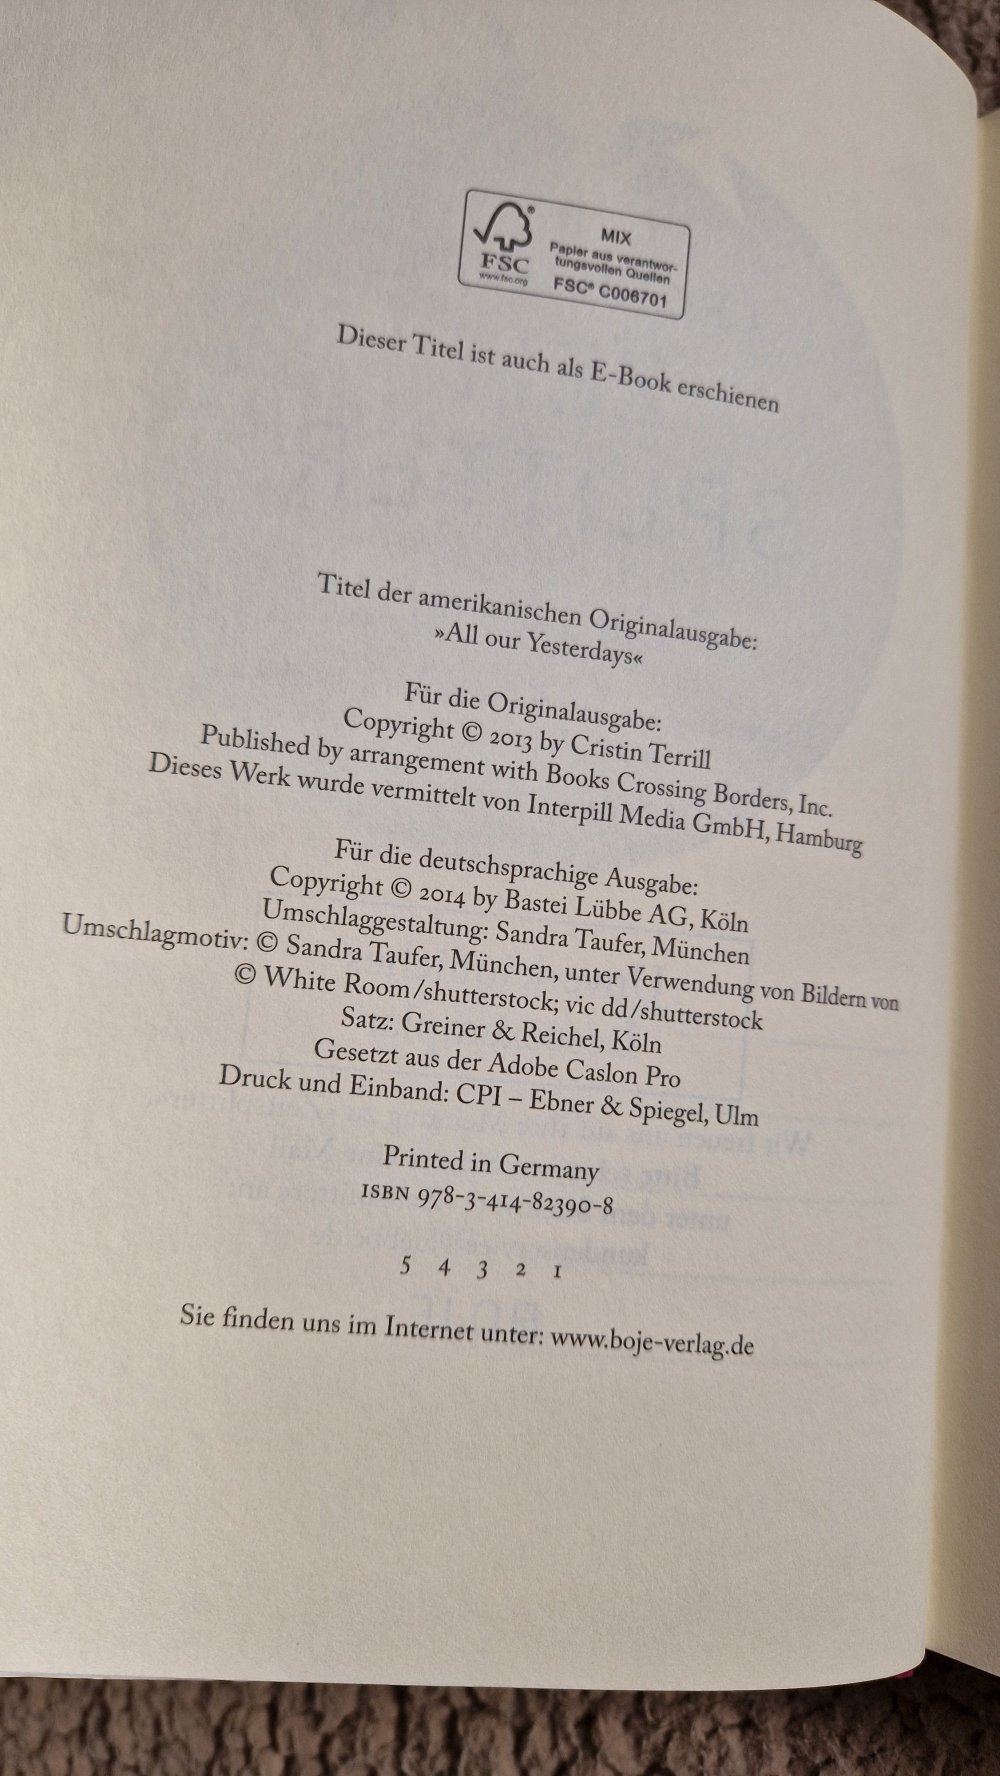 FSC
www.fsc.org
MIX
Papier aus verantwor-
tungsvollen Quellen
FSC® C006701
Dieser Titel ist auch als E-Book erschienen
Titel der amerikanischen Originalausgabe:
»All our Yesterdays«
Für die Originalausgabe:
Copyright © 2013 by Cristin Terrill
Published by arrangement with Books Crossing Borders, Inc.
Dieses Werk wurde vermittelt von Interpill Media GmbH, Hamburg
Für die deutschsprachige Ausgabe:
Copyright © 2014 by Bastei Lübbe AG, Köln
Umschlaggestaltung: Sandra Taufer, München
Umschlagmotiv: © Sandra Taufer, München, unter Verwendung von Bildern von
© White Room/shutterstock; vic dd/shutterstock
Satz: Greiner & Reichel, Köln
Gesetzt aus der Adobe Caslon Pro
Druck und Einband: CPI – Ebner & Spiegel, Ulm
Printed in Germany
ISBN 978-3-414-82390-8
5 4 3 2 1
Sie finden uns im Internet unter: www.boje-verlag.de